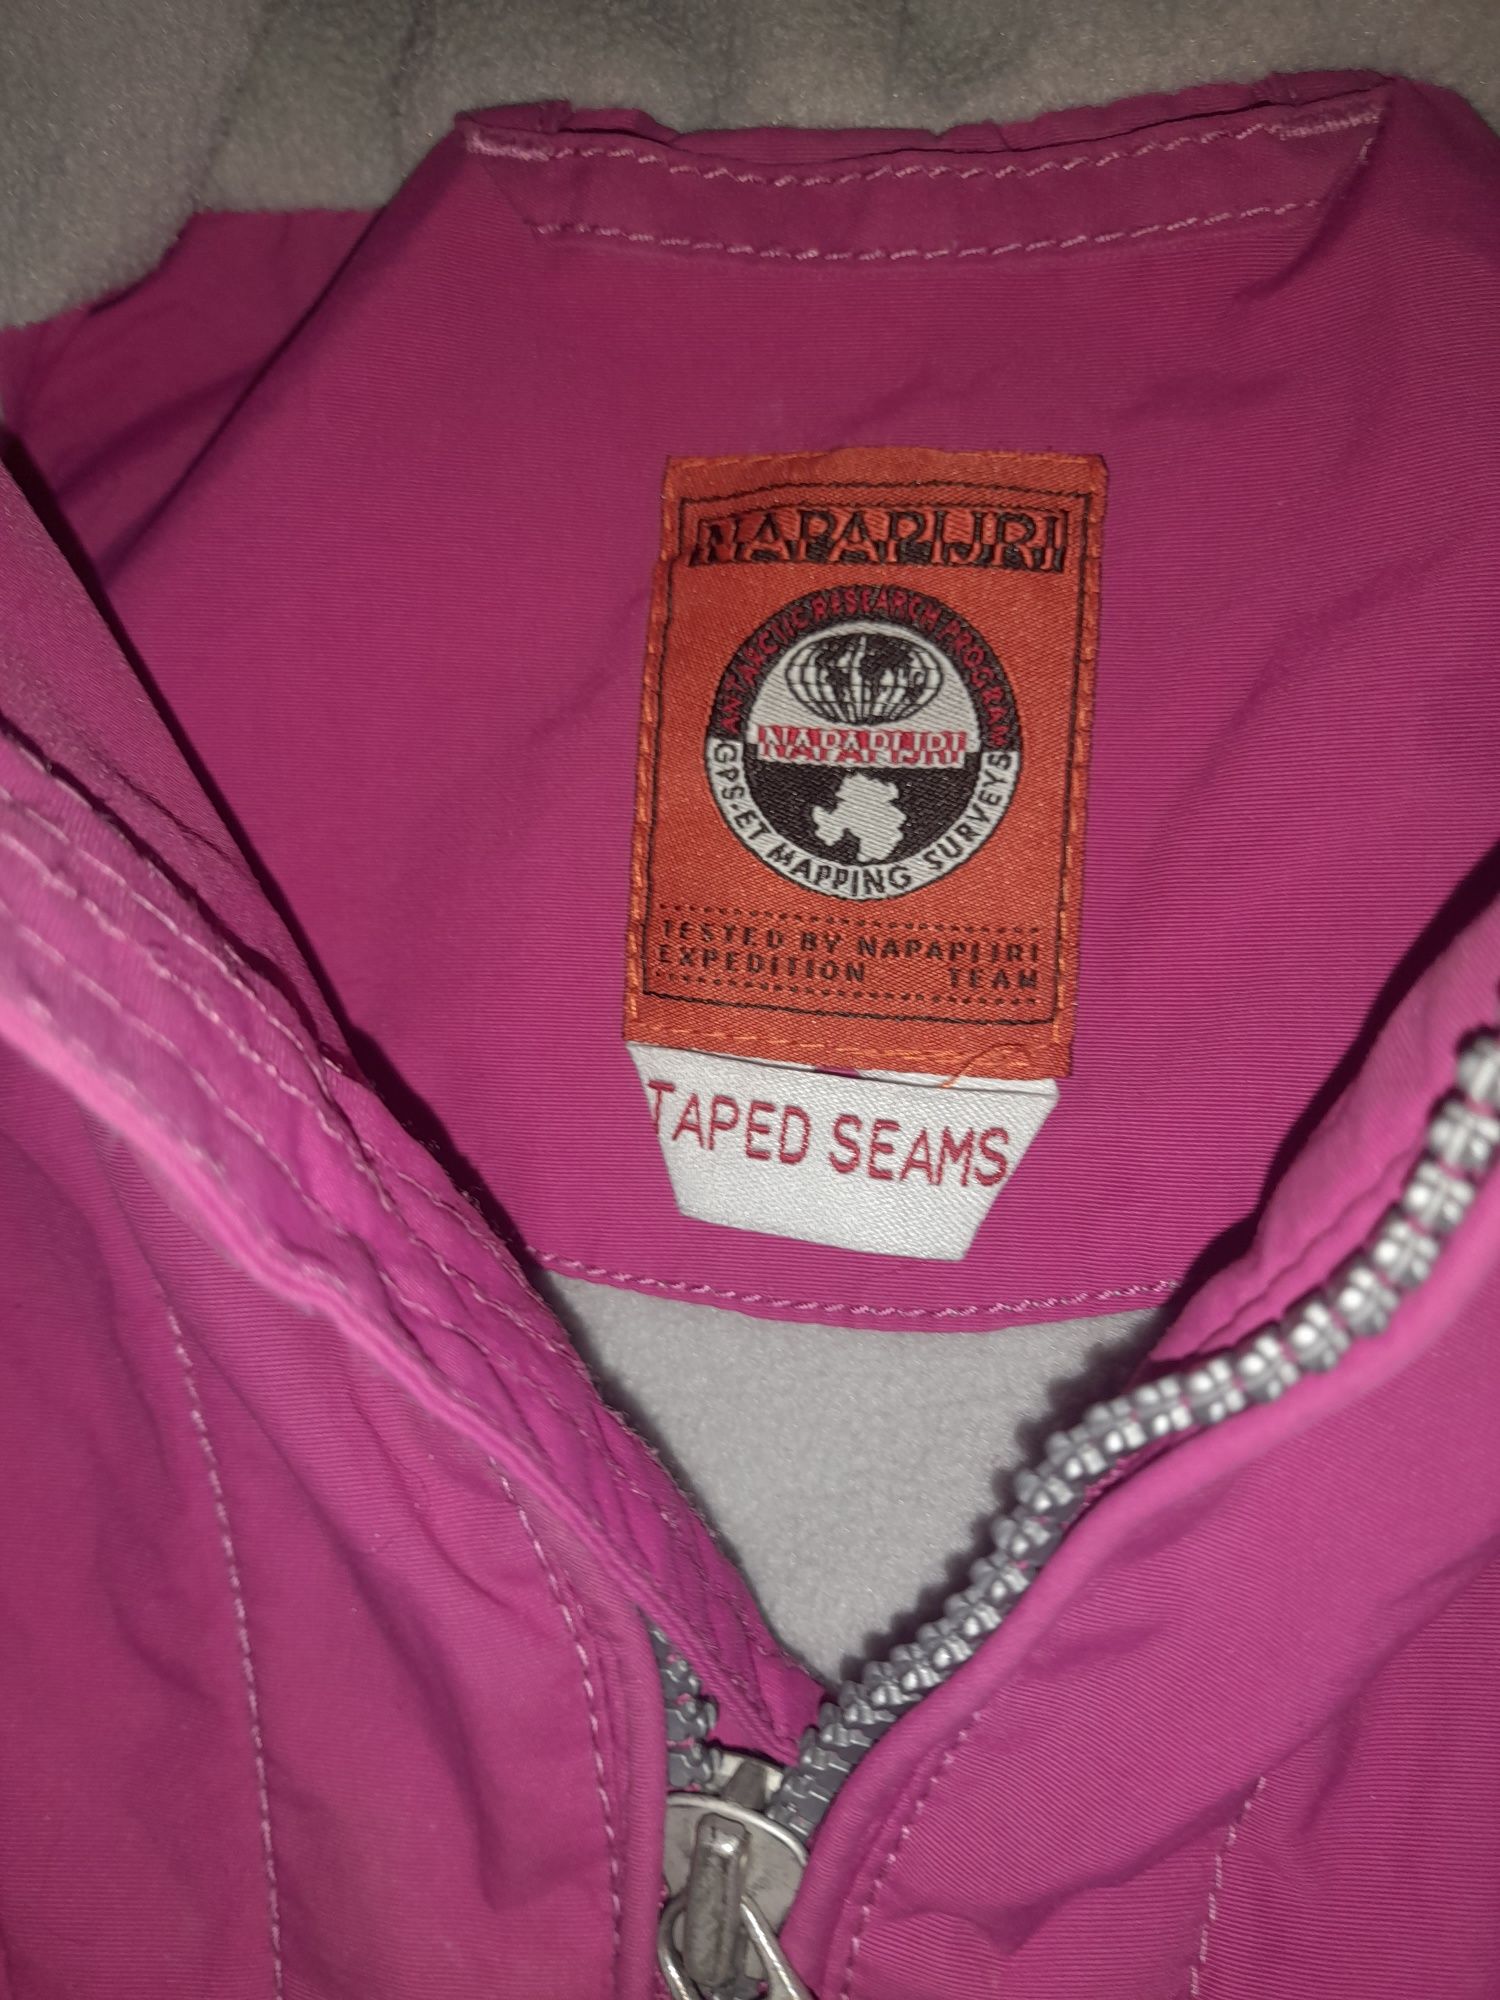 NAPAPIJRI
ANTARCTIC RESEARCH PROGRAM
NAPAPIJRI
GPS-ET MAPPING SURVEYS
TESTED BY NAPAPIJRI
EXPEDITION TEAM
TAPED SEAMS